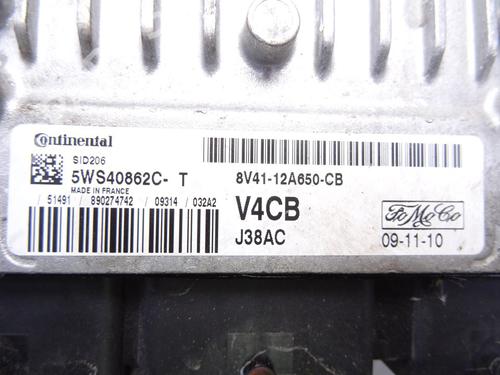 Continental
SID206
5WS40862C- T
MADE IN FRANCE
51491 / 890274742 / 09314 / 032A2
8V41-12A650-CB
V4CB
J38AC
FoMoCo
09-11-10